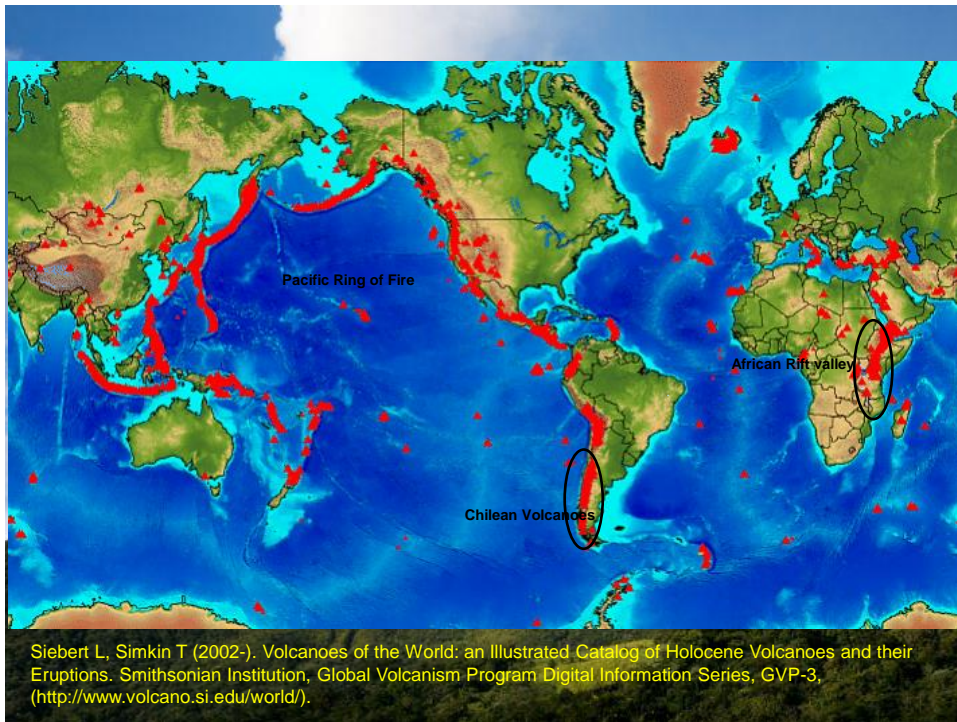 Pacific Ring of Fire
African Rift valley
Chilean Volcanoes
Siebert L, Simkin T (2002-). Volcanoes of the World: an Illustrated Catalog of Holocene Volcanoes and their
Eruptions. Smithsonian Institution, Global Volcanism Program Digital Information Series, GVP-3,
(http://www.volcano.si.edu/world/).